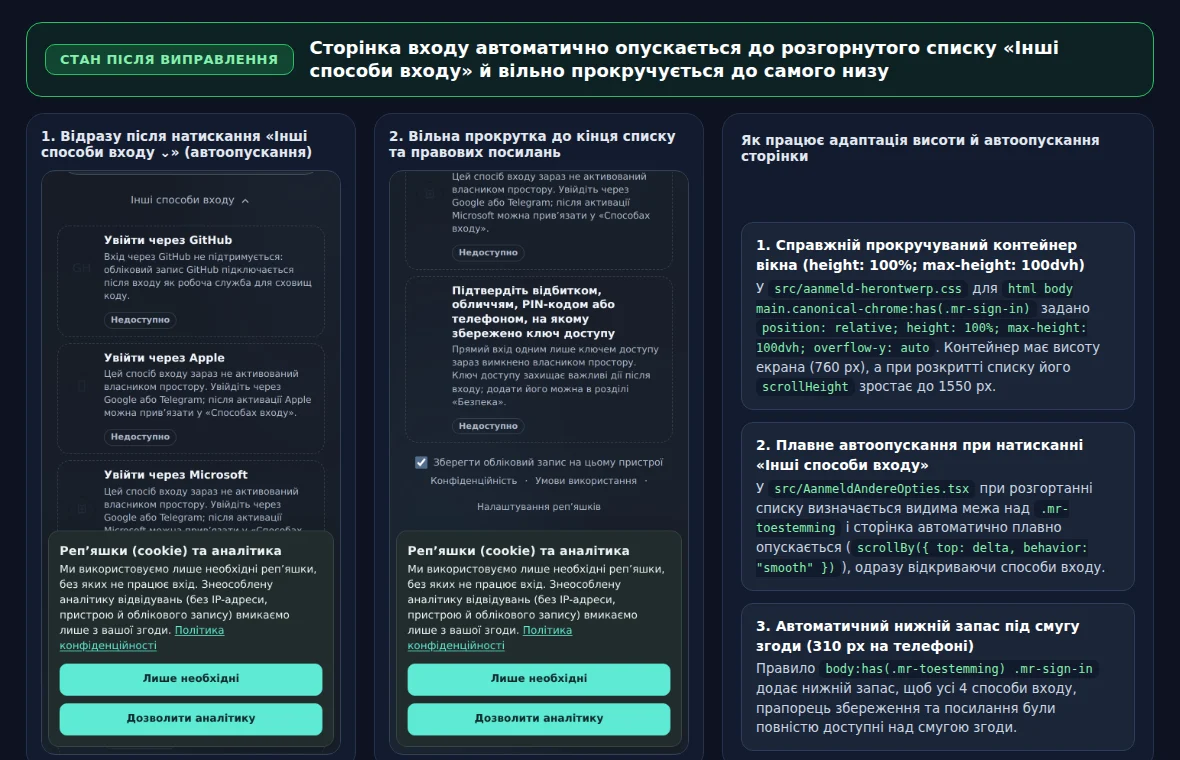 СТАН ПІСЛЯ ВИПРАВЛЕННЯ
Сторінка входу автоматично опускається до розгорнутого списку «Інші
способи входу» й вільно прокручується до самого низу
1. Відразу після натискання «Інші
способи входу ⌄» (автоопускання)
Інші способи входу
Увійти через GitHub
Вхід через GitHub не підтримується:
обліковий запис GitHub підключається
після входу як робоча служба для сховищ
коду.
Недоступно
Увійти через Apple
Цей спосіб входу зараз не активований
власником простору. Увійдіть через
Google або Telegram; після активації Apple
можна прив’язати у «Способах входу».
Недоступно
Увійти через Microsoft
Цей спосіб входу зараз не активований
власником простору. Увійдіть через
Google або Telegram; після активації
Microsoft можна прив’язати у «Способах
Реп’яшки (cookie) та аналітика
Ми використовуємо лише необхідні реп’яшки,
без яких не працює вхід. Знеособлену
аналітику відвідувань (без IP-адреси,
пристрою й облікового запису) вмикаємо
лише з вашої згоди. Політика
конфіденційності
Лише необхідні
Дозволити аналітику
2. Вільна прокрутка до кінця списку
та правових посилань
Цей спосіб входу зараз не активований
власником простору. Увійдіть через
Google або Telegram; після активації
Microsoft можна прив’язати у «Способах
входу».
Недоступно
Підтвердіть відбитком,
обличчям, PIN-кодом або
телефоном, на якому
збережено ключ доступу
Прямий вхід одним лише ключем доступу
зараз вимкнено власником простору.
Ключ доступу захищає важливі дії після
входу; додати його можна в розділі
«Безпека».
Недоступно
Зберегти обліковий запис на цьому пристрої
Конфіденційність · Умови використання ·
Налаштування реп’яшків
Реп’яшки (cookie) та аналітика
Ми використовуємо лише необхідні реп’яшки,
без яких не працює вхід. Знеособлену
аналітику відвідувань (без IP-адреси,
пристрою й облікового запису) вмикаємо
лише з вашої згоди. Політика
конфіденційності
Лише необхідні
Дозволити аналітику
Як працює адаптація висоти й автоопускання
сторінки
1. Справжній прокручуваний контейнер
вікна (height: 100%; max-height: 100dvh)
У src/aanmeld-herontwerp.css для html body
main.canonical-chrome:has(.mr-sign-in) задано
position: relative; height: 100%; max-height:
100dvh; overflow-y: auto. Контейнер має висоту
екрана (760 px), а при розкритті списку його
scrollHeight зростає до 1550 px.
2. Плавне автоопускання при натисканні
«Інші способи входу»
У src/AanmeldAndereOpties.tsx при розгортанні
списку визначається видима межа над .mr-
toestemming і сторінка автоматично плавно
опускається ( scrollBy({ top: delta, behavior:
"smooth" }) ), одразу відкриваючи способи входу.
3. Автоматичний нижній запас під смугу
згоди (310 px на телефоні)
Правило body:has(.mr-toestemming) .mr-sign-in
додає нижній запас, щоб усі 4 способи входу,
прапорець збереження та посилання були
повністю доступні над смугою згоди.